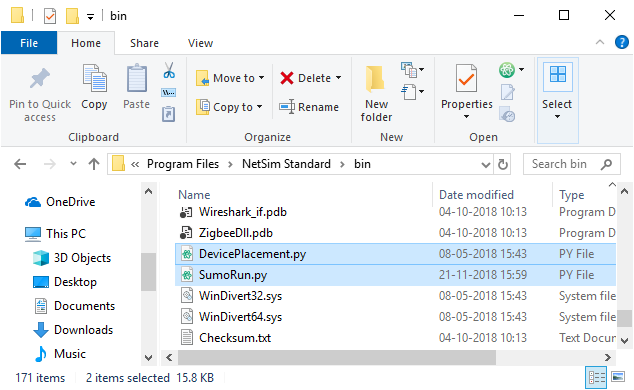 bin
File Home Share View
Pin to Quick access
Copy
Paste
Clipboard
Move to
Copy to
Delete
Rename
Organize
New folder
New
Properties
Open
Select
« Program Files > NetSim Standard > bin
Search bin
OneDrive
This PC
3D Objects
Desktop
Documents
Downloads
Music
Name Date modified Type
Wireshark_if.pdb 04-10-2018 10:13 Program D
ZigbeeDll.pdb 04-10-2018 10:13 Program D
DevicePlacement.py 08-05-2018 15:43 PY File
SumoRun.py 21-11-2018 15:59 PY File
WinDivert32.sys 08-05-2018 15:43 System file
WinDivert64.sys 08-05-2018 15:43 System file
Checksum.txt 04-10-2018 10:13 Text Docum
171 items 2 items selected 15.8 KB